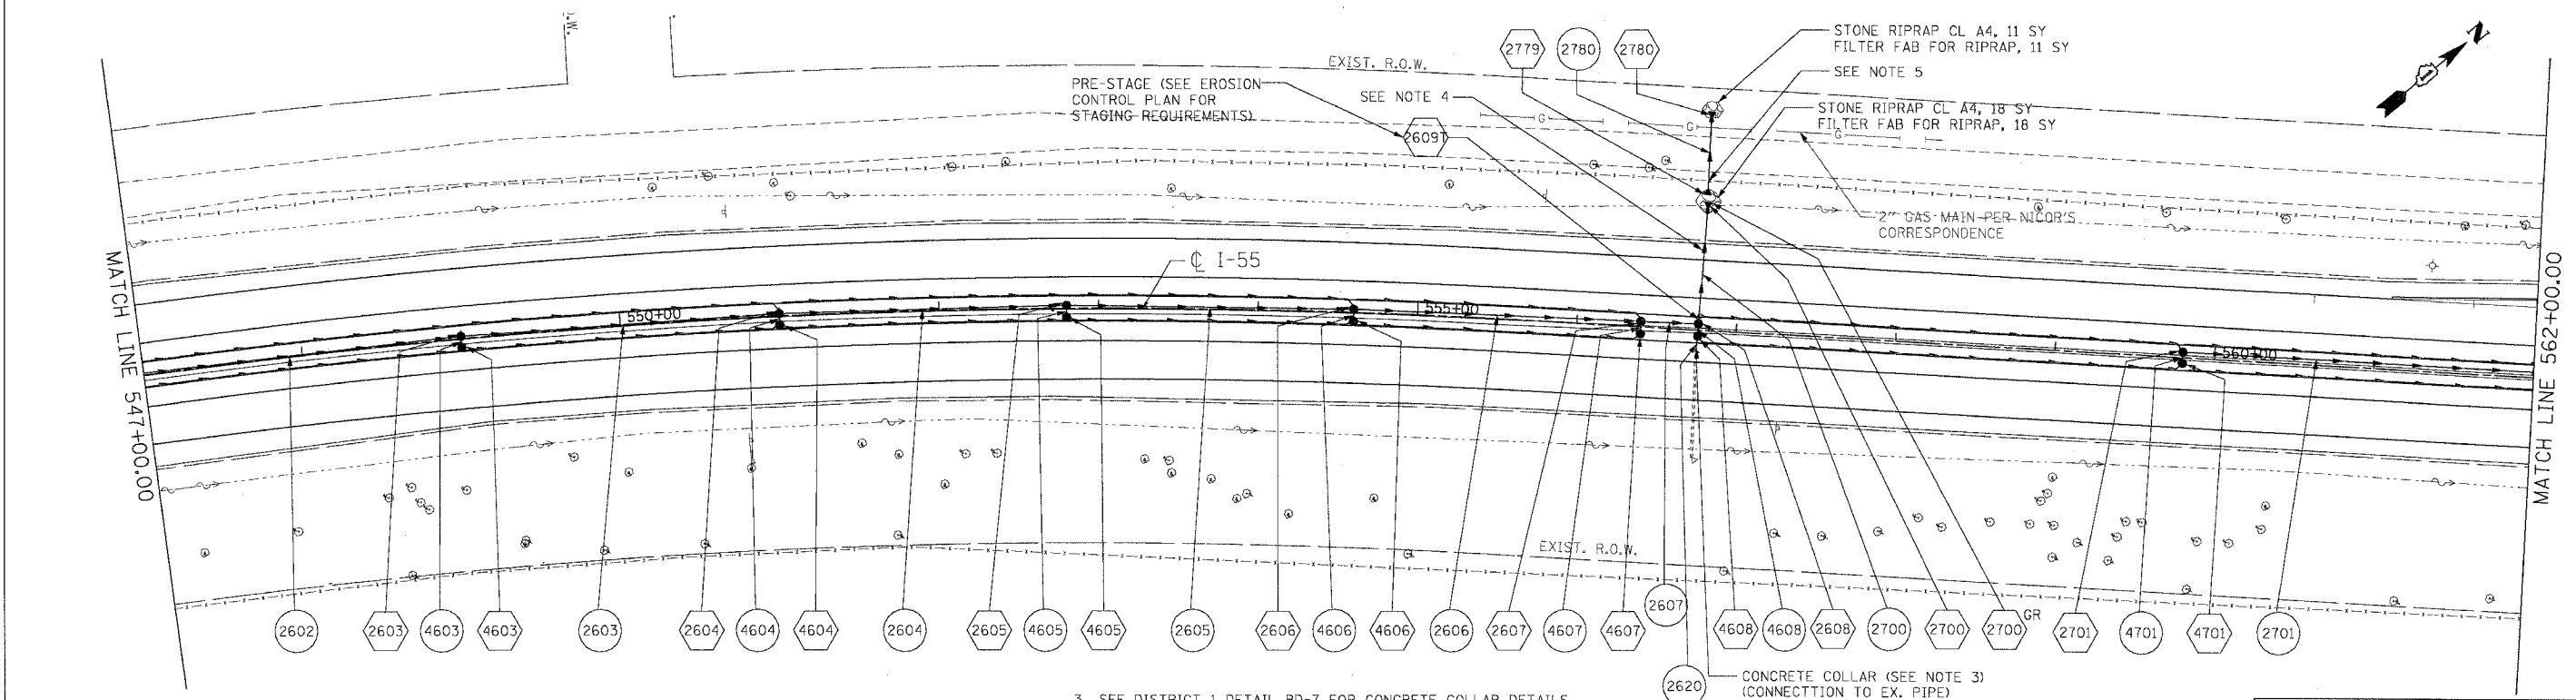 .W.
N
2779
2780
2780
STONE RIPRAP CL A4, 11 SY
FILTER FAB FOR RIPRAP, 11 SY
EXIST. R.O.W.
SEE NOTE 5
PRE-STAGE (SEE EROSION
CONTROL PLAN FOR
STAGING REQUIREMENTS)
SEE NOTE 4
STONE RIPRAP CL A4, 18 SY
FILTER FAB FOR RIPRAP, 18 SY
G
G
G
2609T
2" GAS MAIN PER NICOR'S
CORRESPONDENCE
℄ I-55
MATCH LINE 547+00.00
550+00
555+00
560+00
MATCH LINE 562+00.00
EXIST. R.O.W.
2602
2603
4603
4603
2603
2604
4604
4604
2604
2605
4605
4605
2605
2606
4606
4606
2606
2607
4607
4607
2607
4608
4608
2608
2700
2700
2700
GR
2701
4701
4701
2701
2620
CONCRETE COLLAR (SEE NOTE 3)
(CONNECTTION TO EX. PIPE)
3. SEE DISTRICT 1 DETAIL BD-7 FOR CONCRETE COLLAR DETAILS